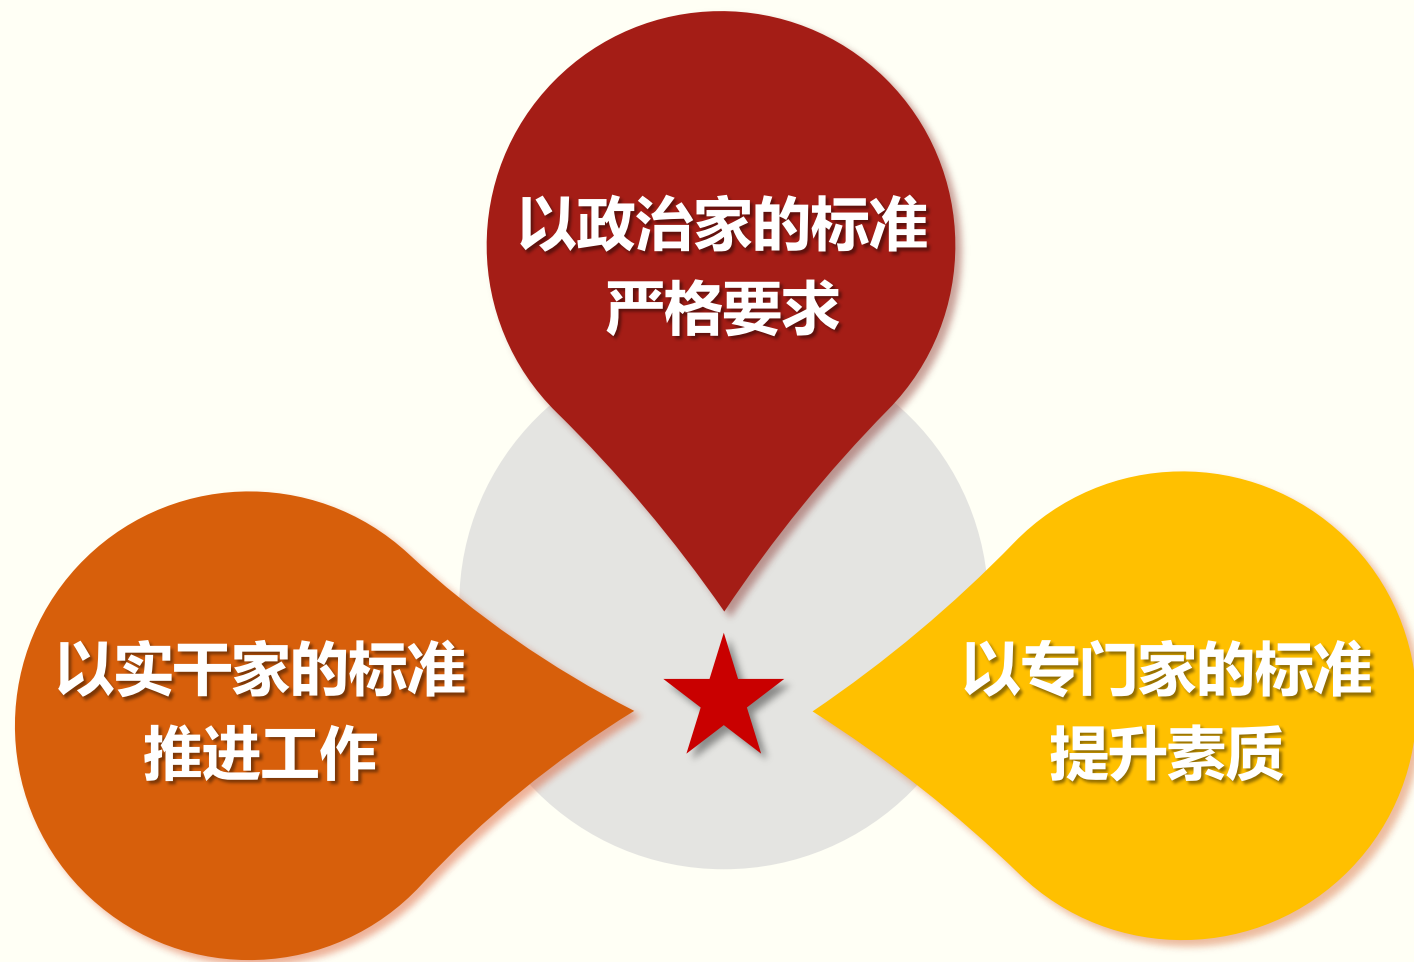 以政治家的标准
严格要求
以实干家的标准
推进工作
以专门家的标准
提升素质